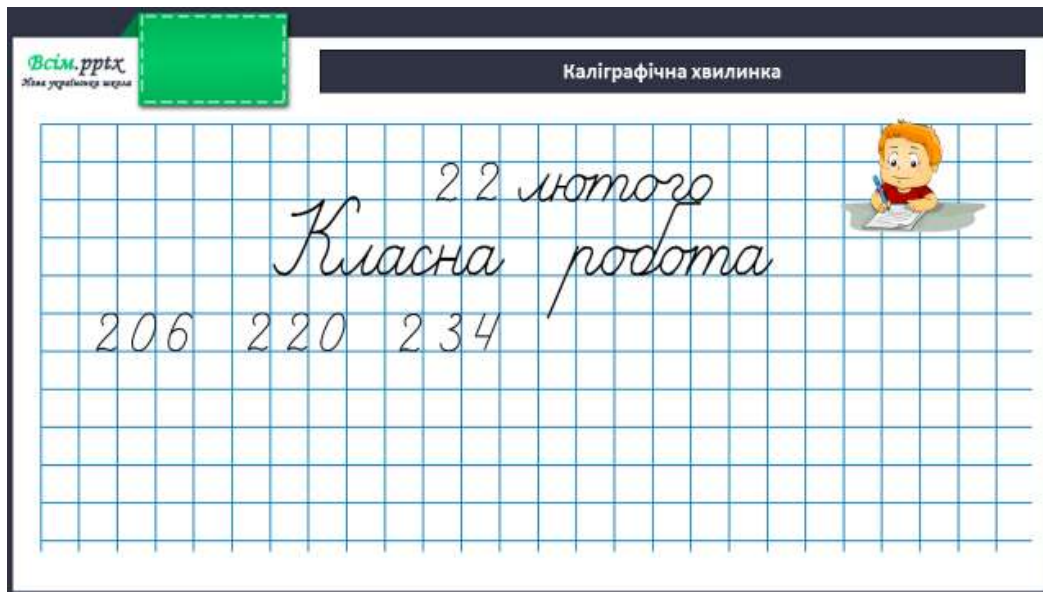 Всім.pptx
Нова українська школа
Каліграфічна хвилинка
22 лютого
Класна робота
206 220 234